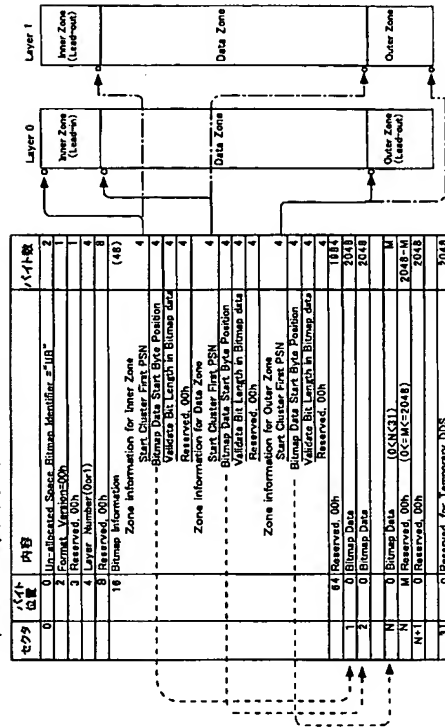 セクタ バイト位置 内容 バイト数
0 0 Un-allocated Space Bitmap Identifier ="UB" 2
2 Format Version=00h 1
3 Reserved, 00h 1
4 Layer Number(0or1) 4
8 Reserved, 00h 8
16 Bitmap Information (48)
Zone information for Inner Zone
Start Cluster First PSN 4
Bitmap Data Start Byte Position 4
Validate Bit Length in Bitmap data 4
Reserved, 00h 4
Zone information for Data Zone
Start Cluster First PSN 4
Bitmap Data Start Byte Position 4
Validate Bit Length in Bitmap data 4
Reserved, 00h 4
Zone information for Outer Zone
Start Cluster First PSN 4
Bitmap Data Start Byte Position 4
Validate Bit Length in Bitmap data 4
Reserved, 00h 4
64 Reserved, 00h 1984
1 0 Bitmap Data 2048
2 0 Bitmap Data 2048
N 0 Bitmap Data (0<N<31) M
N M Reserved, 00h (0<=M<=2048) 2048-M
N+1 0 Reserved, 00h 2048
31 0 Reserved, for Temporary DDS 2048
Layer 0
Inner Zone
(Lead-in)
Data Zone
Outer Zone
(Lead-out)
Layer 1
Inner Zone
(Lead-out)
Data Zone
Outer Zone